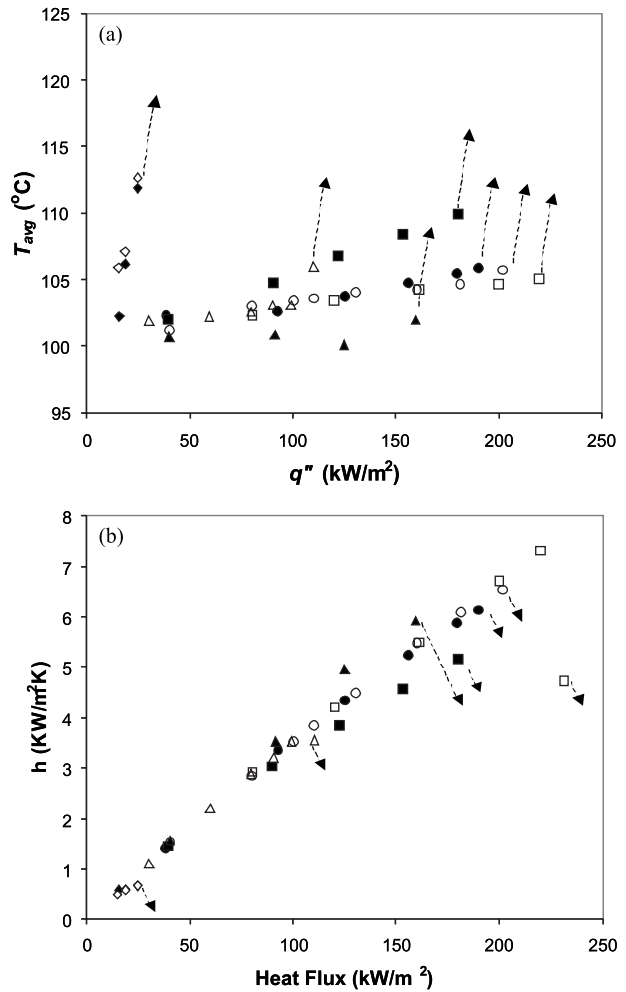 (a)
125
120
115
110
105
100
95
T_avg (°C)
0 50 100 150 200 250
q″ (kW/m²)
(b)
8
7
6
5
4
3
2
1
0
h (KW/m²K)
0 50 100 150 200 250
Heat Flux (kW/m ²)